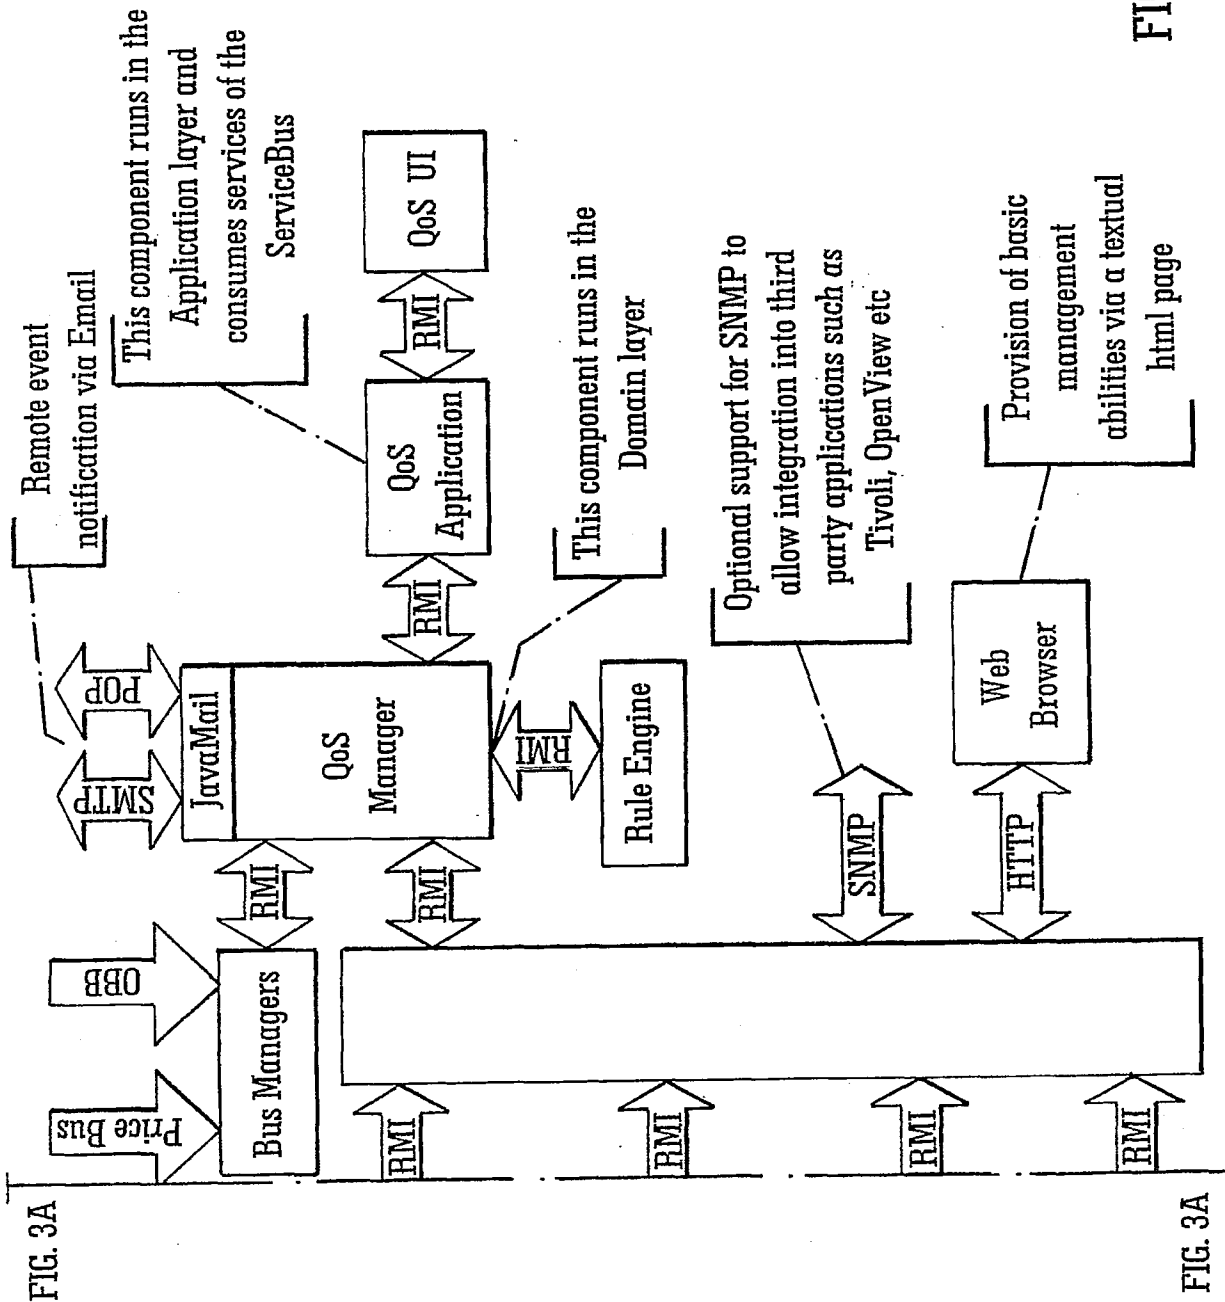 FIG. 3A
FIG. 3A
RMI
RMI
RMI
RMI
Price Bus
OBB
Bus Managers
HTTP
SNMP
RMI
RMI
SMTP
POP
JavaMail
QoS
Manager
RMI
Rule Engine
Web
Browser
RMI
QoS
Application
RMI
QoS UI
Remote event
notification via Email
This component runs in the
Application layer and
consumes services of the
ServiceBus
This component runs in the
Domain layer
Optional support for SNMP to
allow integration into third
party applications such as
Tivoli, OpenView etc
Provision of basic
management
abilities via a textual
html page
FI